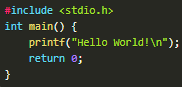 #include <stdio.h>
int main() {
    printf("Hello World!\n");
    return 0;
}